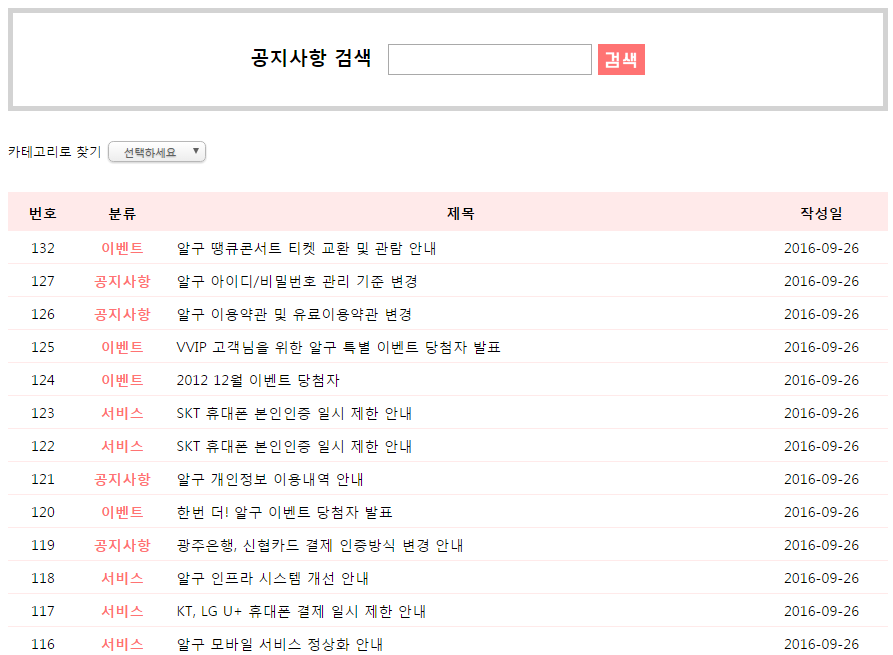 공지사항 검색 검색
카테고리로 찾기 선택하세요 ▼
번호 분류 제목 작성일
132 이벤트 알구 땡큐콘서트 티켓 교환 및 관람 안내 2016-09-26
127 공지사항 알구 아이디/비밀번호 관리 기준 변경 2016-09-26
126 공지사항 알구 이용약관 및 유료이용약관 변경 2016-09-26
125 이벤트 VVIP 고객님을 위한 알구 특별 이벤트 당첨자 발표 2016-09-26
124 이벤트 2012 12월 이벤트 당첨자 2016-09-26
123 서비스 SKT 휴대폰 본인인증 일시 제한 안내 2016-09-26
122 서비스 SKT 휴대폰 본인인증 일시 제한 안내 2016-09-26
121 공지사항 알구 개인정보 이용내역 안내 2016-09-26
120 이벤트 한번 더! 알구 이벤트 당첨자 발표 2016-09-26
119 공지사항 광주은행, 신협카드 결제 인증방식 변경 안내 2016-09-26
118 서비스 알구 인프라 시스템 개선 안내 2016-09-26
117 서비스 KT, LG U+ 휴대폰 결제 일시 제한 안내 2016-09-26
116 서비스 알구 모바일 서비스 정상화 안내 2016-09-26